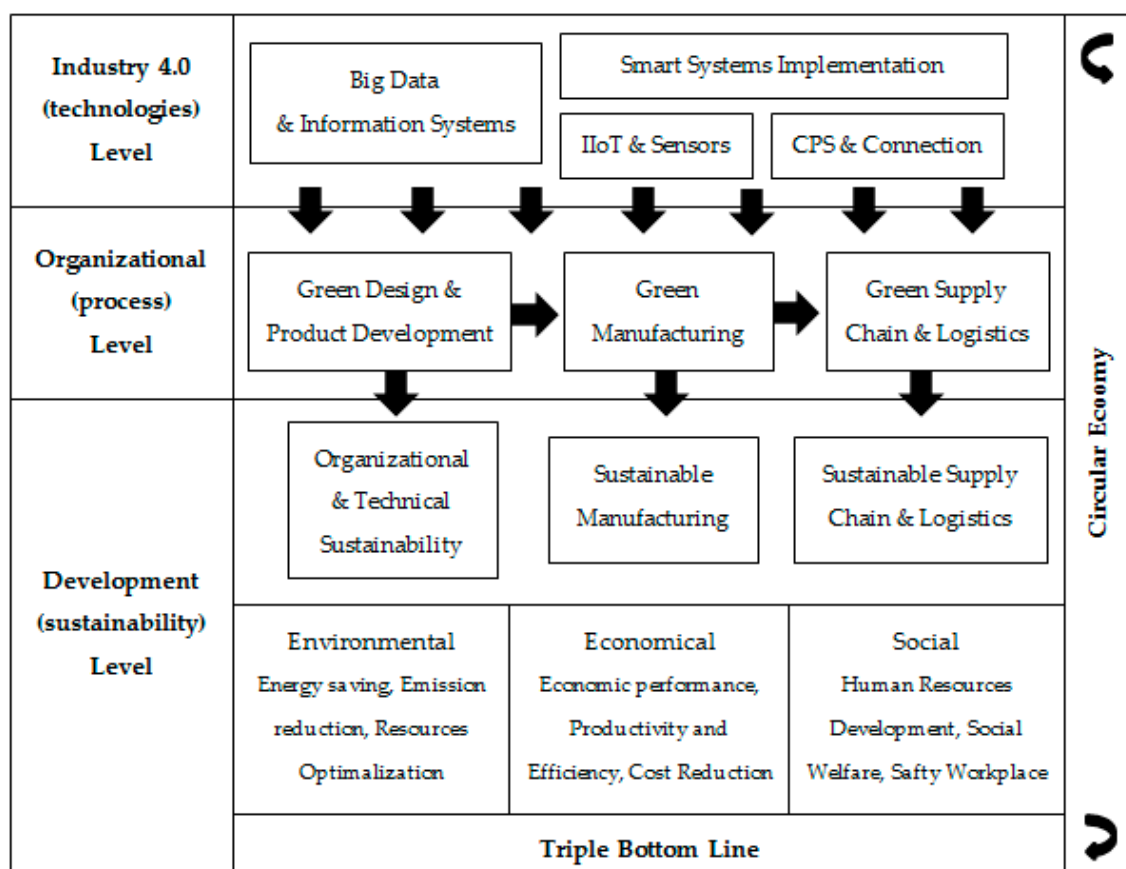 Industry 4.0
(technologies)
Level
Big Data
& Information Systems
Smart Systems Implementation
IIoT & Sensors
CPS & Connection
Organizational
(process)
Level
Green Design &
Product Development
Green
Manufacturing
Green Supply
Chain & Logistics
Development
(sustainability)
Level
Organizational
& Technical
Sustainability
Sustainable
Manufacturing
Sustainable Supply
Chain & Logistics
Environmental
Energy saving, Emission
reduction, Resources
Optimalization
Economical
Economic performance,
Productivity and
Efficiency, Cost Reduction
Social
Human Resources
Development, Social
Welfare, Safty Workplace
Triple Bottom Line
Circular Ecoomy